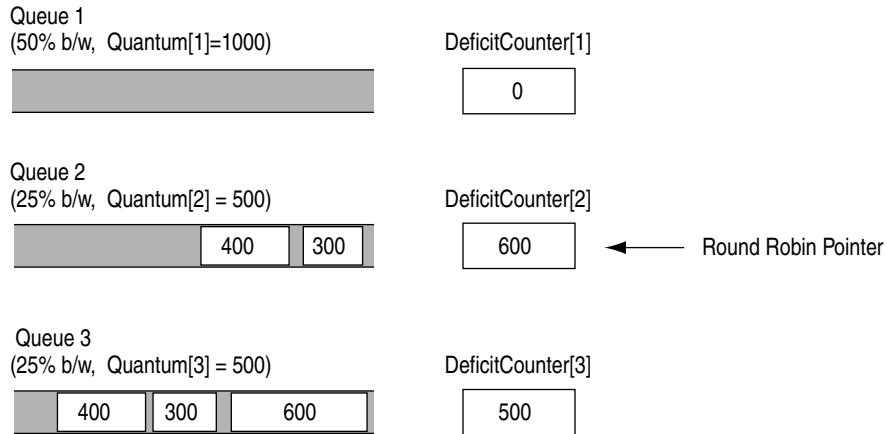 Queue 1
(50% b/w, Quantum[1]=1000) DeficitCounter[1]
0
Queue 2
(25% b/w, Quantum[2] = 500) DeficitCounter[2]
400 300 600 Round Robin Pointer
Queue 3
(25% b/w, Quantum[3] = 500) DeficitCounter[3]
400 300 600 500